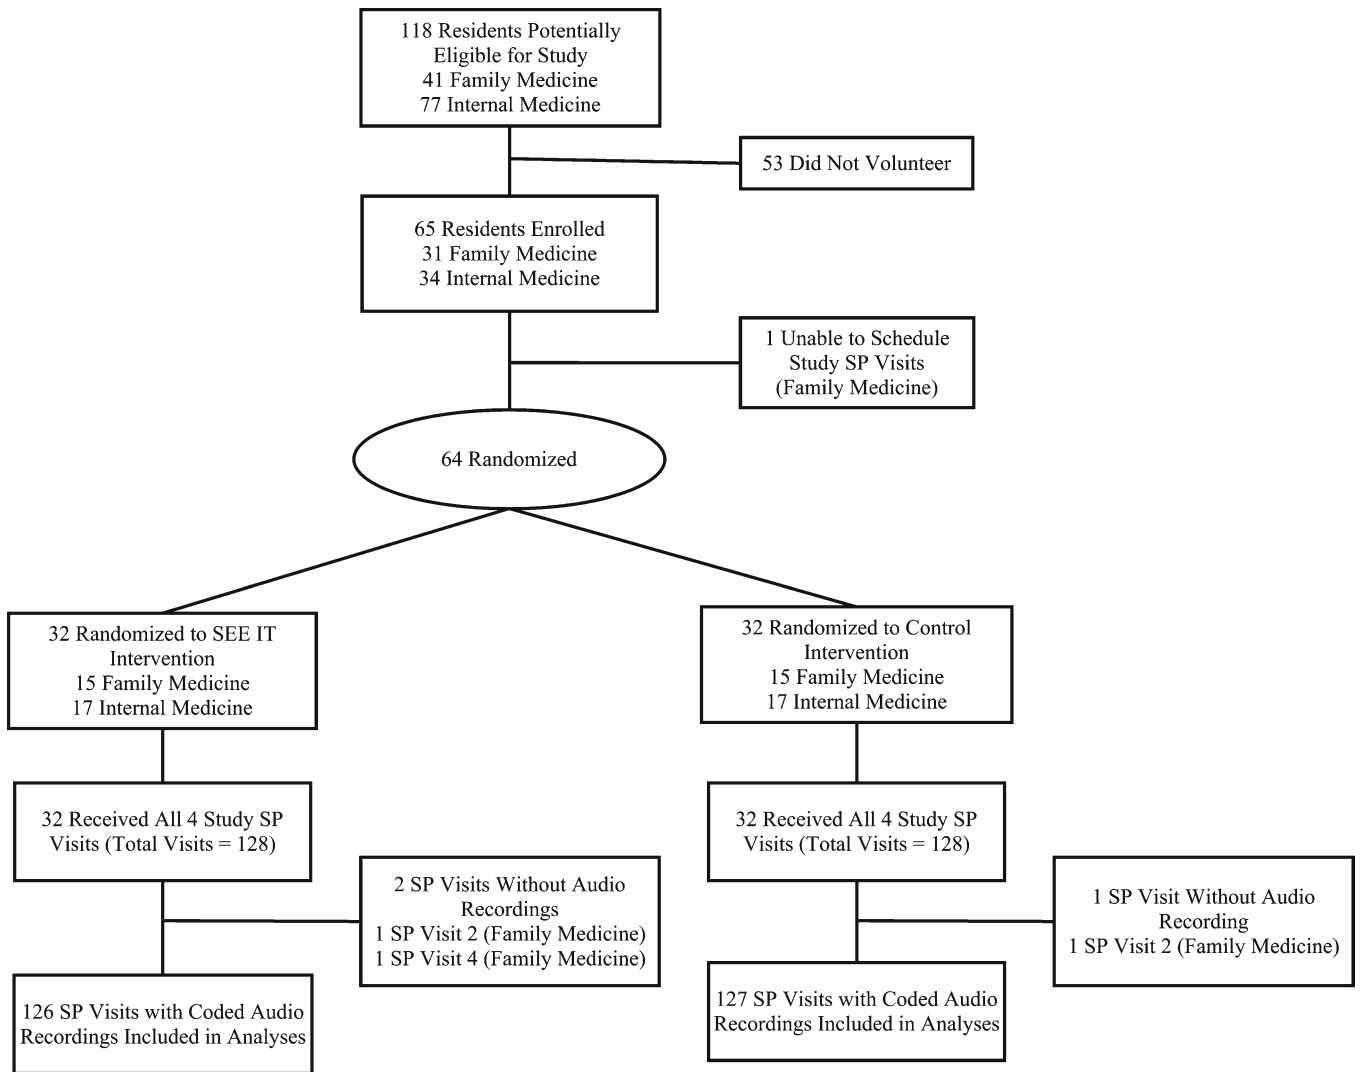 118 Residents Potentially
Eligible for Study
41 Family Medicine
77 Internal Medicine
53 Did Not Volunteer
65 Residents Enrolled
31 Family Medicine
34 Internal Medicine
1 Unable to Schedule
Study SP Visits
(Family Medicine)
64 Randomized
32 Randomized to SEE IT
Intervention
15 Family Medicine
17 Internal Medicine
32 Randomized to Control
Intervention
15 Family Medicine
17 Internal Medicine
32 Received All 4 Study SP
Visits (Total Visits = 128)
32 Received All 4 Study SP
Visits (Total Visits = 128)
2 SP Visits Without Audio
Recordings
1 SP Visit 2 (Family Medicine)
1 SP Visit 4 (Family Medicine)
1 SP Visit Without Audio
Recording
1 SP Visit 2 (Family Medicine)
126 SP Visits with Coded Audio
Recordings Included in Analyses
127 SP Visits with Coded Audio
Recordings Included in Analyses